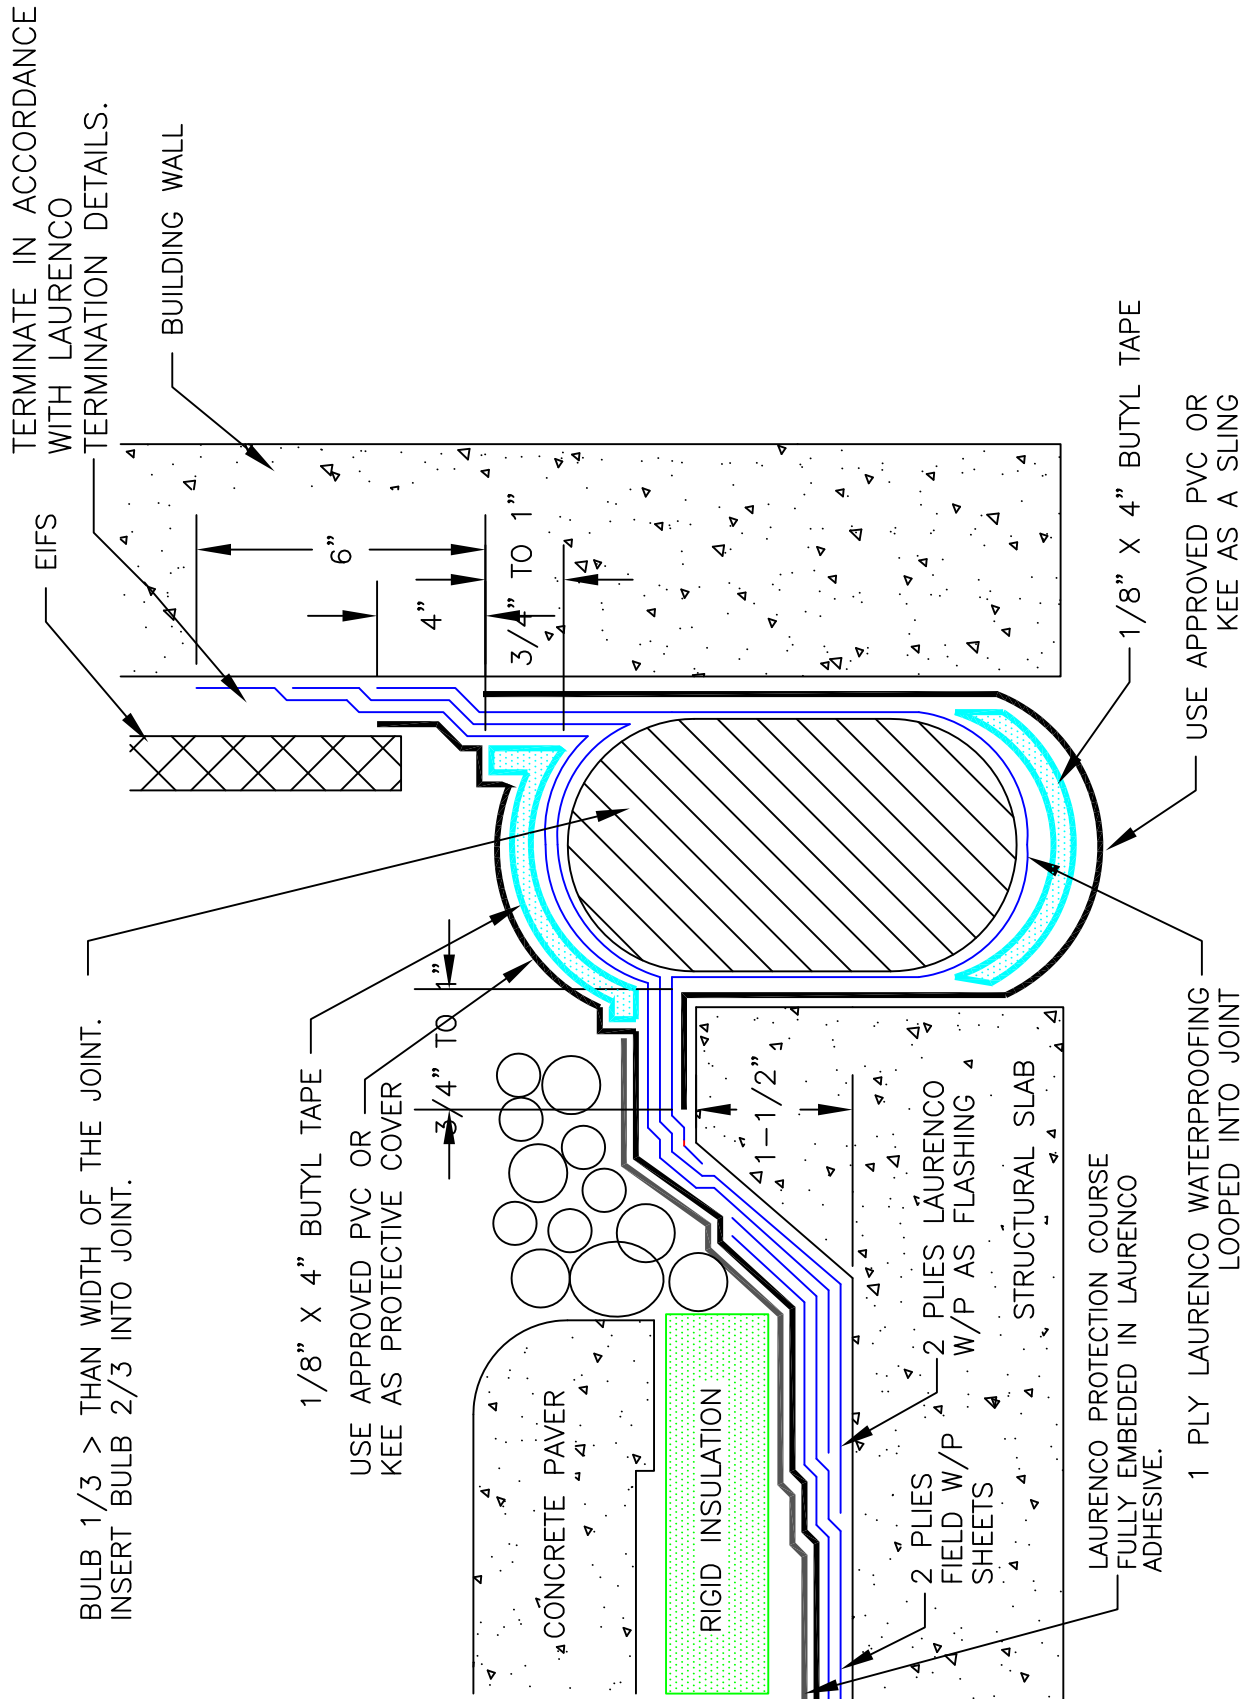 BULB 1/3 > THAN WIDTH OF THE JOINT.
INSERT BULB 2/3 INTO JOINT.
EIFS
TERMINATE IN ACCORDANCE
WITH LAURENCO
TERMINATION DETAILS.
BUILDING WALL
1/8" X 4" BUTYL TAPE
USE APPROVED PVC OR
KEE AS PROTECTIVE COVER
3/4" TO 1"
6"
4"
3/4" TO 1"
CONCRETE PAVER
RIGID INSULATION
1-1/2"
2 PLIES
FIELD W/P
SHEETS
2 PLIES LAURENCO
W/P AS FLASHING
STRUCTURAL SLAB
LAURENCO PROTECTION COURSE
FULLY EMBEDED IN LAURENCO
ADHESIVE.
1 PLY LAURENCO WATERPROOFING
LOOPED INTO JOINT
1/8" X 4" BUTYL TAPE
USE APPROVED PVC OR
KEE AS A SLING